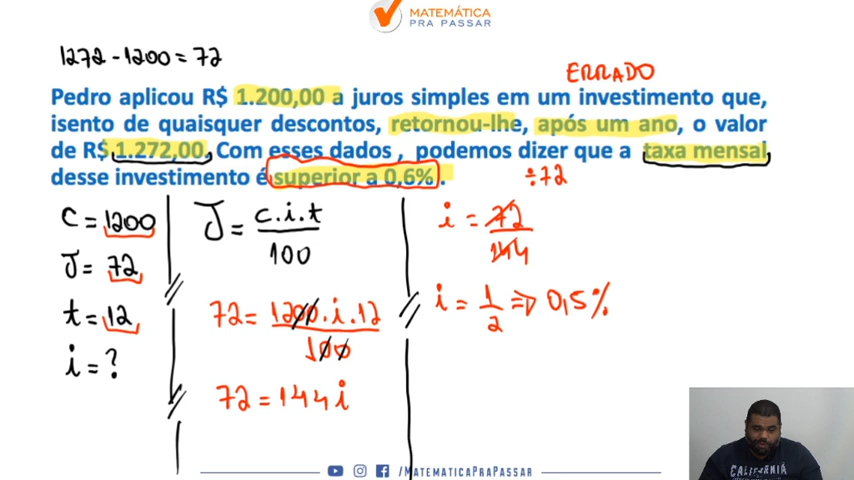 MATEMÁTICA
PRA PASSAR
1272 - 1200 = 72
ERRADO
Pedro aplicou R$ 1.200,00 a juros simples em um investimento que,
isento de quaisquer descontos, retornou-lhe, após um ano, o valor
de R$ 1.272,00. Com esses dados , podemos dizer que a taxa mensal
desse investimento é superior a 0,6% .
÷72
C = 1200
J = 72
t = 12
i = ?
J = c.i.t
100
72 = 1200.i.12
100
72 = 144i
i = 72
144
i = 1 ⇒ 0,5%
2
/MATEMATICAPRAPASSAR
CALIFORNIA